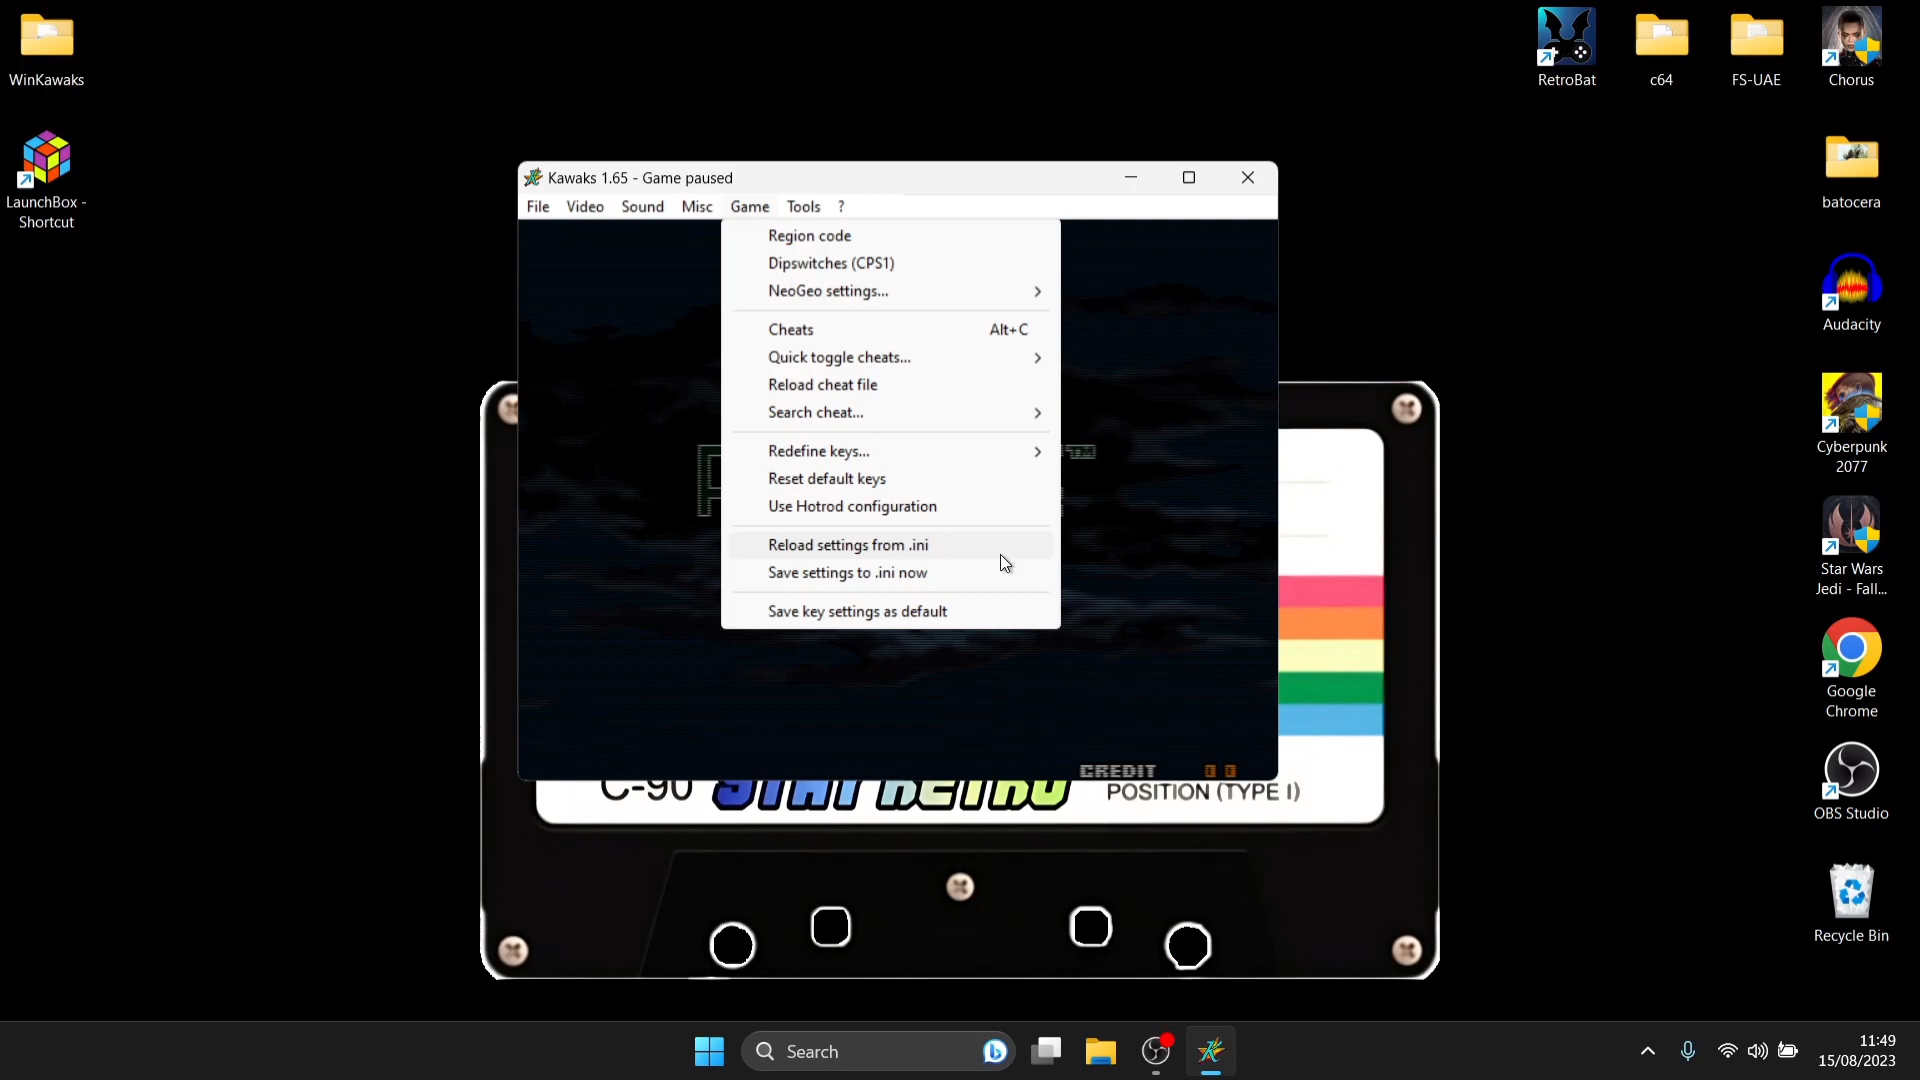 WinKawaks
LaunchBox -
Shortcut
RetroBat
c64
FS-UAE
Chorus
batocera
Audacity
Cyberpunk
2077
Star Wars
Jedi - Fall...
Google
Chrome
OBS Studio
Recycle Bin
Kawaks 1.65 - Game paused
File Video Sound Misc Game Tools ?
Region code
Dipswitches (CPS1)
NeoGeo settings...
Cheats Alt+C
Quick toggle cheats...
Reload cheat file
Search cheat...
Redefine keys...
Reset default keys
Use Hotrod configuration
Reload settings from .ini
Save settings to .ini now
Save key settings as default
TM
CREDIT 00
C-90 STAY RETRO POSITION (TYPE I)
Search
11:49
15/08/2023